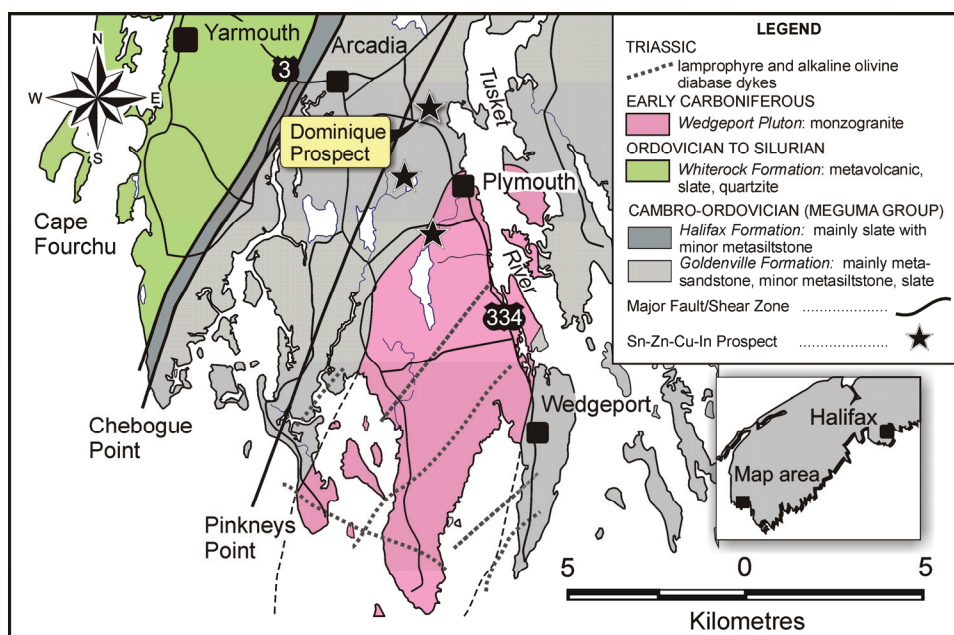 N
W
E
S
Yarmouth
3
Arcadia
Tusket
River
Dominique
Prospect
Plymouth
Cape
Fourchu
334
Wedgeport
Chebogue
Point
Pinkneys
Point
LEGEND
TRIASSIC
lamprophyre and alkaline olivine
diabase dykes
EARLY CARBONIFEROUS
Wedgeport Pluton: monzogranite
ORDOVICIAN TO SILURIAN
Whiterock Formation: metavolcanic,
slate, quartzite
CAMBRO-ORDOVICIAN (MEGUMA GROUP)
Halifax Formation: mainly slate with
minor metasiltstone
Goldenville Formation: mainly meta-
sandstone, minor metasiltstone, slate
Major Fault/Shear Zone ..................
Sn-Zn-Cu-In Prospect ..................
Halifax
Map area
5 0 5
Kilometres